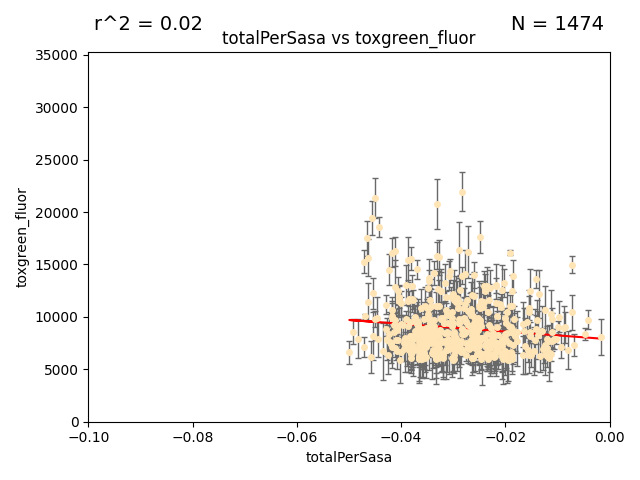 r^2 = 0.02
N = 1474
totalPerSasa vs toxgreen_fluor
35000
30000
25000
20000
15000
10000
5000
0
toxgreen_fluor
−0.10
−0.08
−0.06
−0.04
−0.02
0.00
totalPerSasa